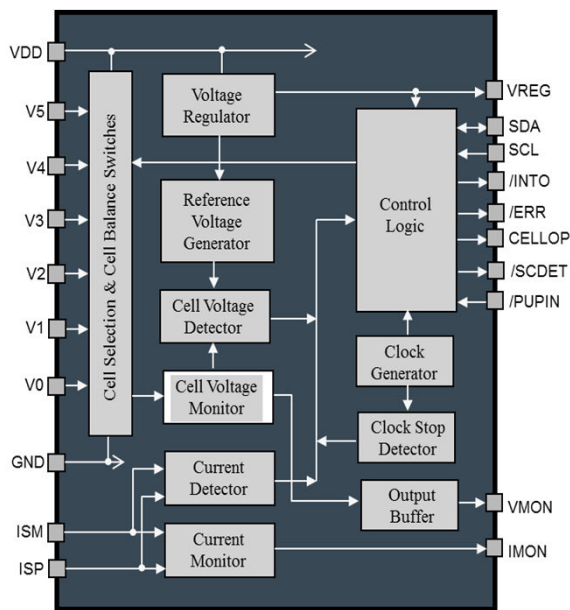 VDD
V5
V4
V3
V2
V1
V0
GND
ISM
ISP
Cell Selection & Cell Balance Switches
Voltage
Regulator
Reference
Voltage
Generator
Cell Voltage
Detector
Cell Voltage
Monitor
Current
Detector
Current
Monitor
Control
Logic
Clock
Generator
Clock Stop
Detector
Output
Buffer
VREG
SDA
SCL
/INTO
/ERR
CELLOP
/SCDET
/PUPIN
VMON
IMON